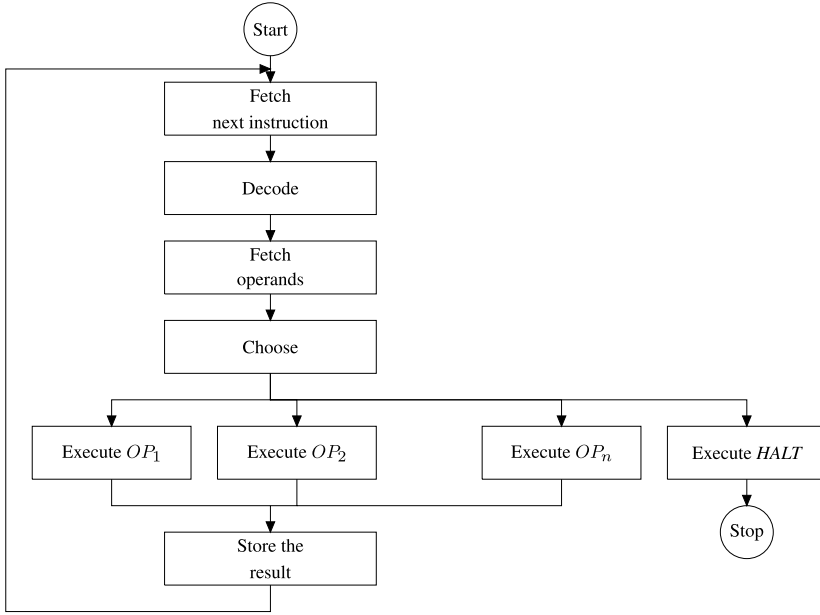 Start
Fetch
next instruction
Decode
Fetch
operands
Choose
Execute OP₁
Execute OP₂
Execute OPₙ
Execute HALT
Stop
Store the
result